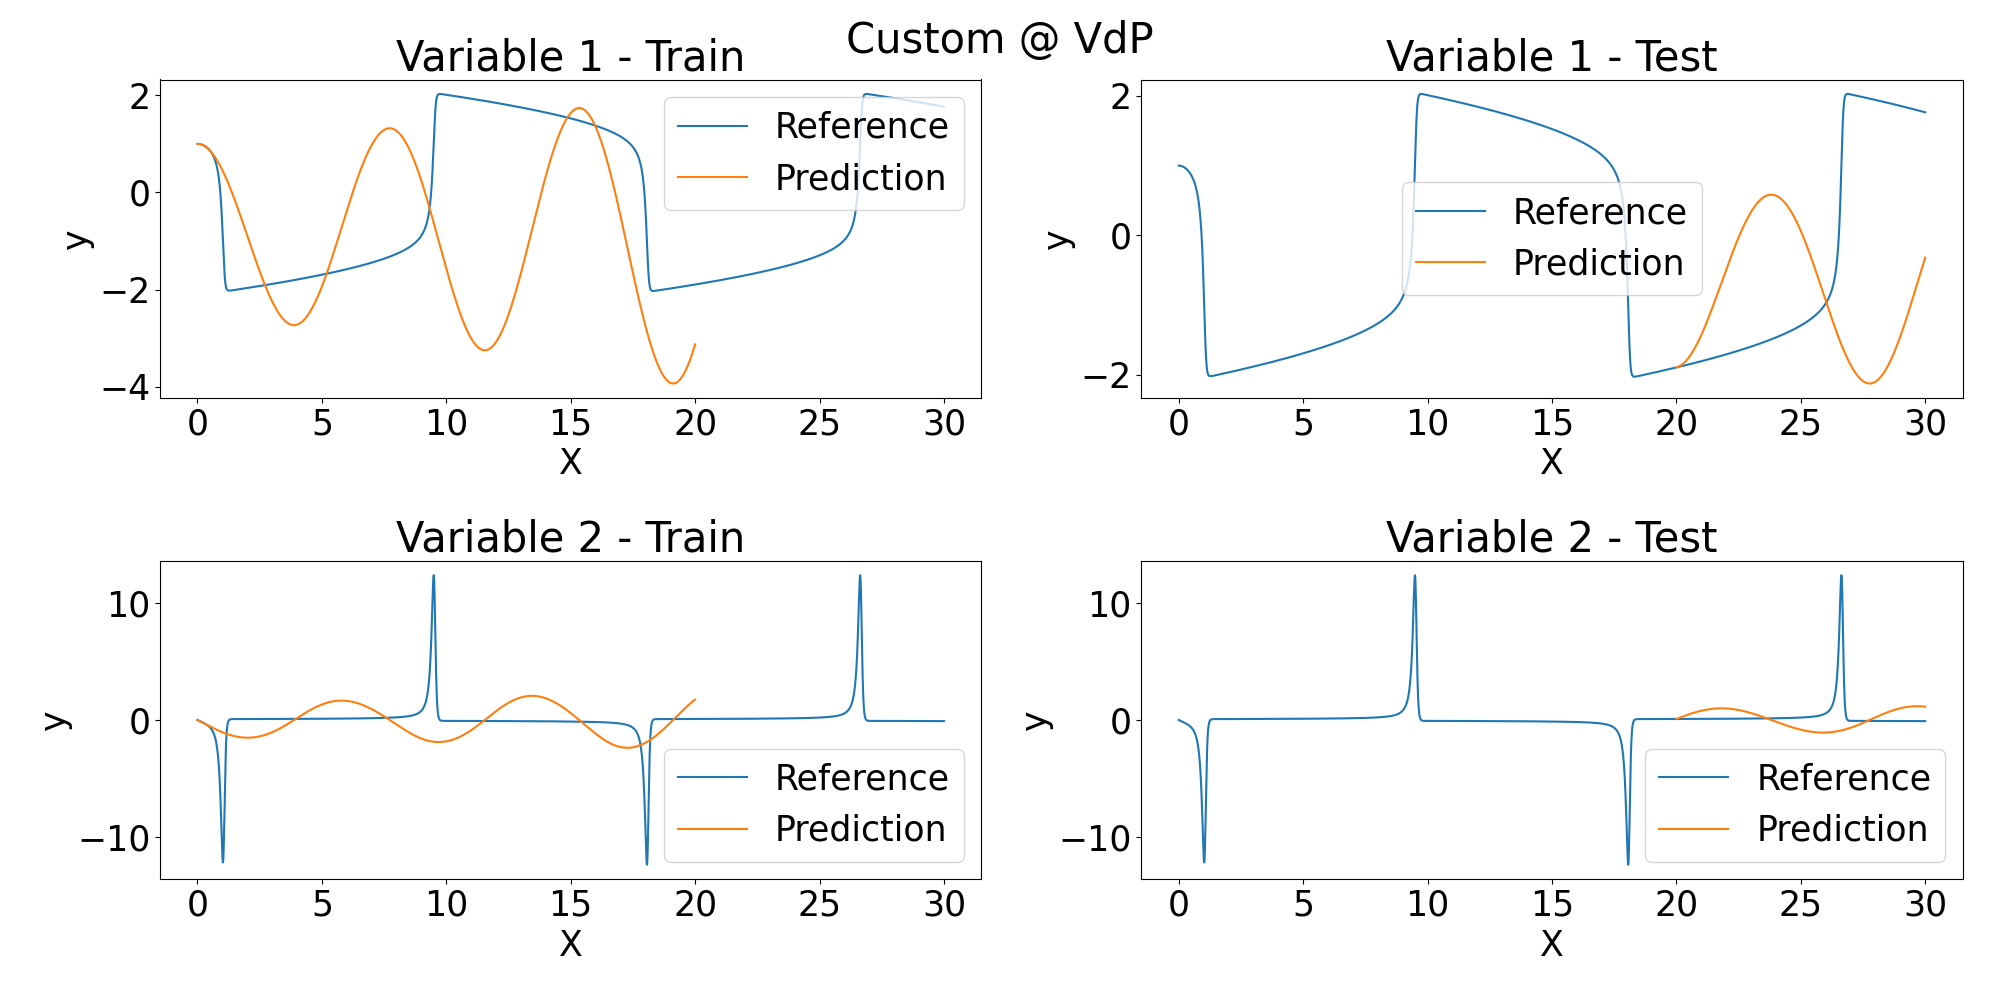 Custom @ VdP
Variable 1 - Train
2
0
−2
−4
y
Reference
Prediction
0 5 10 15 20 25 30
X
Variable 1 - Test
2
0
−2
y
Reference
Prediction
0 5 10 15 20 25 30
X
Variable 2 - Train
10
0
−10
y
Reference
Prediction
0 5 10 15 20 25 30
X
Variable 2 - Test
10
0
−10
y
Reference
Prediction
0 5 10 15 20 25 30
X